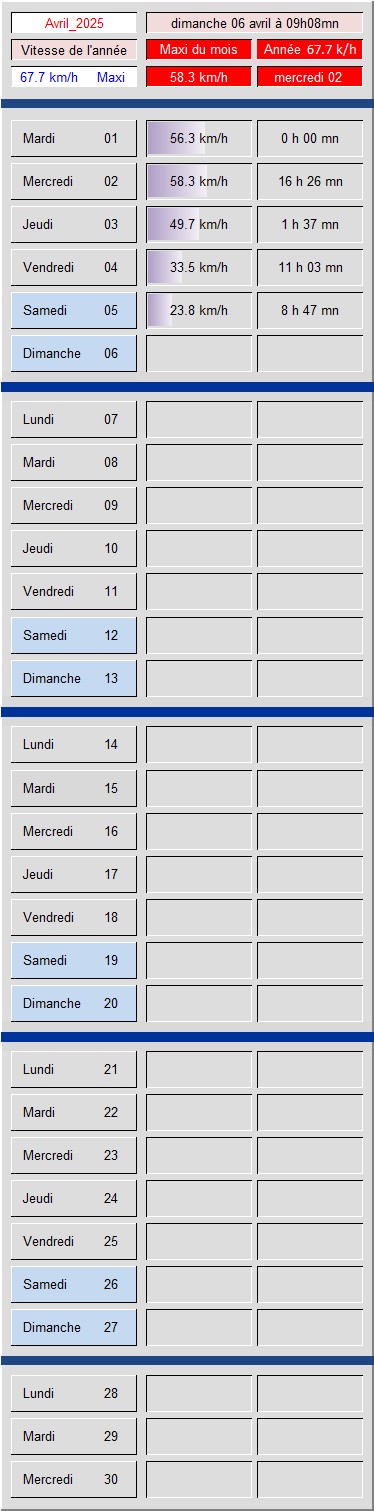 Avril_2025 dimanche 06 avril à 09h08mn
Vitesse de l'année Maxi du mois Année 67.7 k/h
67.7 km/h Maxi 58.3 km/h mercredi 02
Mardi 01 56.3 km/h 0 h 00 mn
Mercredi 02 58.3 km/h 16 h 26 mn
Jeudi 03 49.7 km/h 1 h 37 mn
Vendredi 04 33.5 km/h 11 h 03 mn
Samedi 05 23.8 km/h 8 h 47 mn
Dimanche 06
Lundi 07
Mardi 08
Mercredi 09
Jeudi 10
Vendredi 11
Samedi 12
Dimanche 13
Lundi 14
Mardi 15
Mercredi 16
Jeudi 17
Vendredi 18
Samedi 19
Dimanche 20
Lundi 21
Mardi 22
Mercredi 23
Jeudi 24
Vendredi 25
Samedi 26
Dimanche 27
Lundi 28
Mardi 29
Mercredi 30